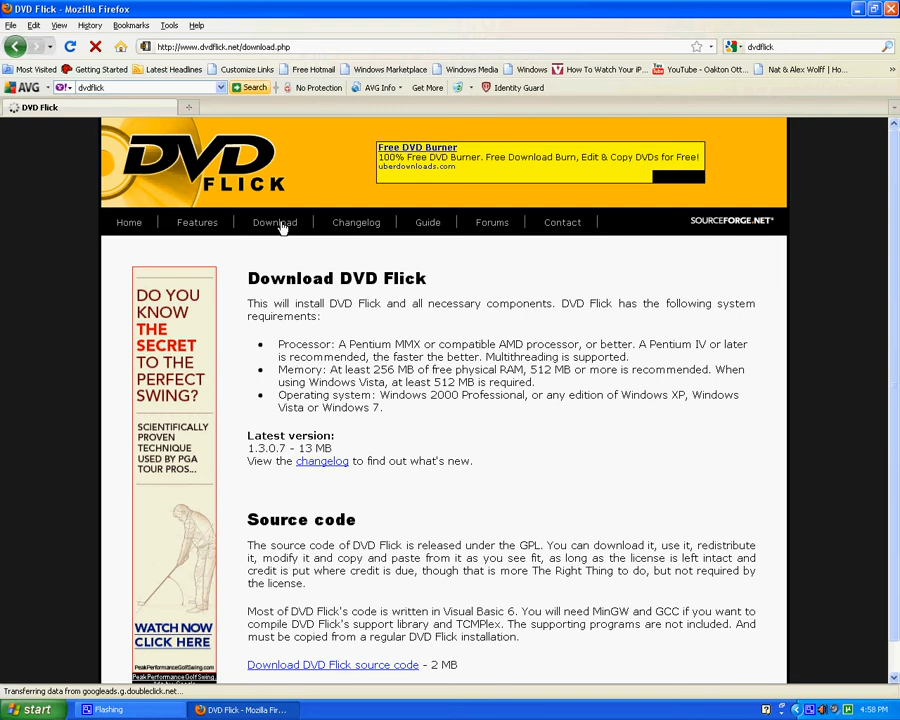 DVD Flick - Mozilla Firefox
File Edit View History Bookmarks Tools Help
http://www.dvdflick.net/download.php
dvdflick
Most Visited Getting Started Latest Headlines Customize Links Free Hotmail Windows Marketplace Windows Media Windows How To Watch Your iP... YouTube - Oakton Ott... Nat & Alex Wolff | Ho...
AVG dvdflick Search No Protection AVG Info Get More Identity Guard
DVD Flick
DVD
FLICK
Free DVD Burner
100% Free DVD Burner. Free Download Burn, Edit & Copy DVDs for Free!
uberdownloads.com
Home Features Download Changelog Guide Forums Contact SOURCEFORGE.NET®
DO YOU
KNOW
THE
SECRET
TO THE
PERFECT
SWING?
SCIENTIFICALLY
PROVEN
TECHNIQUE
USED BY PGA
TOUR PROS...
WATCH NOW
CLICK HERE
PeakPerformanceGolfSwing.com
Peak Performance Golf Swing.
Download DVD Flick
This will install DVD Flick and all necessary components. DVD Flick has the following system
requirements:
• Processor: A Pentium MMX or compatible AMD processor, or better. A Pentium IV or later
is recommended, the faster the better. Multithreading is supported.
• Memory: At least 256 MB of free physical RAM, 512 MB or more is recommended. When
using Windows Vista, at least 512 MB is required.
• Operating system: Windows 2000 Professional, or any edition of Windows XP, Windows
Vista or Windows 7.
Latest version:
1.3.0.7 - 13 MB
View the changelog to find out what's new.
Source code
The source code of DVD Flick is released under the GPL. You can download it, use it, redistribute
it, modify it and copy and paste from it as you see fit, as long as the license is left intact and
credit is put where credit is due, though that is more The Right Thing to do, but not required by
the license.
Most of DVD Flick's code is written in Visual Basic 6. You will need MinGW and GCC if you want to
compile DVD Flick's support library and TCMPlex. The supporting programs are not included. And
must be copied from a regular DVD Flick installation.
Download DVD Flick source code - 2 MB
Transferring data from googleads.g.doubleclick.net...
start Flashing DVD Flick - Mozilla Fir... 4:58 PM